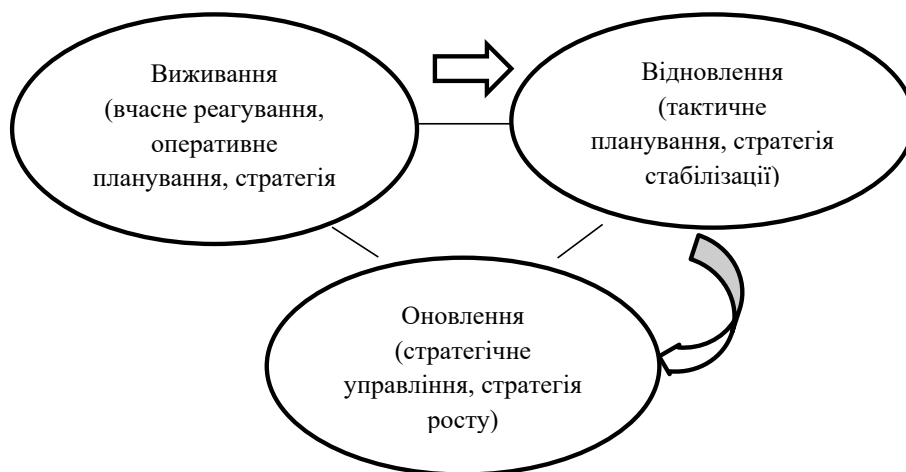 Виживання
(вчасне реагування,
оперативне
планування, стратегія
Відновлення
(тактичне
планування, стратегія
стабілізації)
Оновлення
(стратегічне
управління, стратегія
росту)